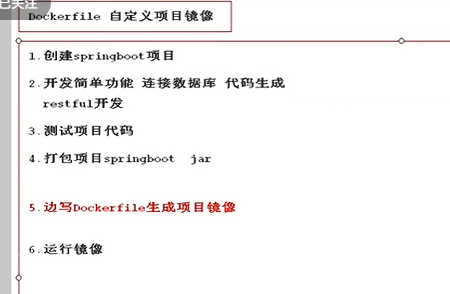 已关注
Dockerfile 自定义项目镜像
1.创建springboot项目
2.开发简单功能 连接数据库 代码生成
restful开发
3.测试项目代码
4.打包项目springboot jar
5.边写Dockerfile生成项目镜像
6.运行镜像